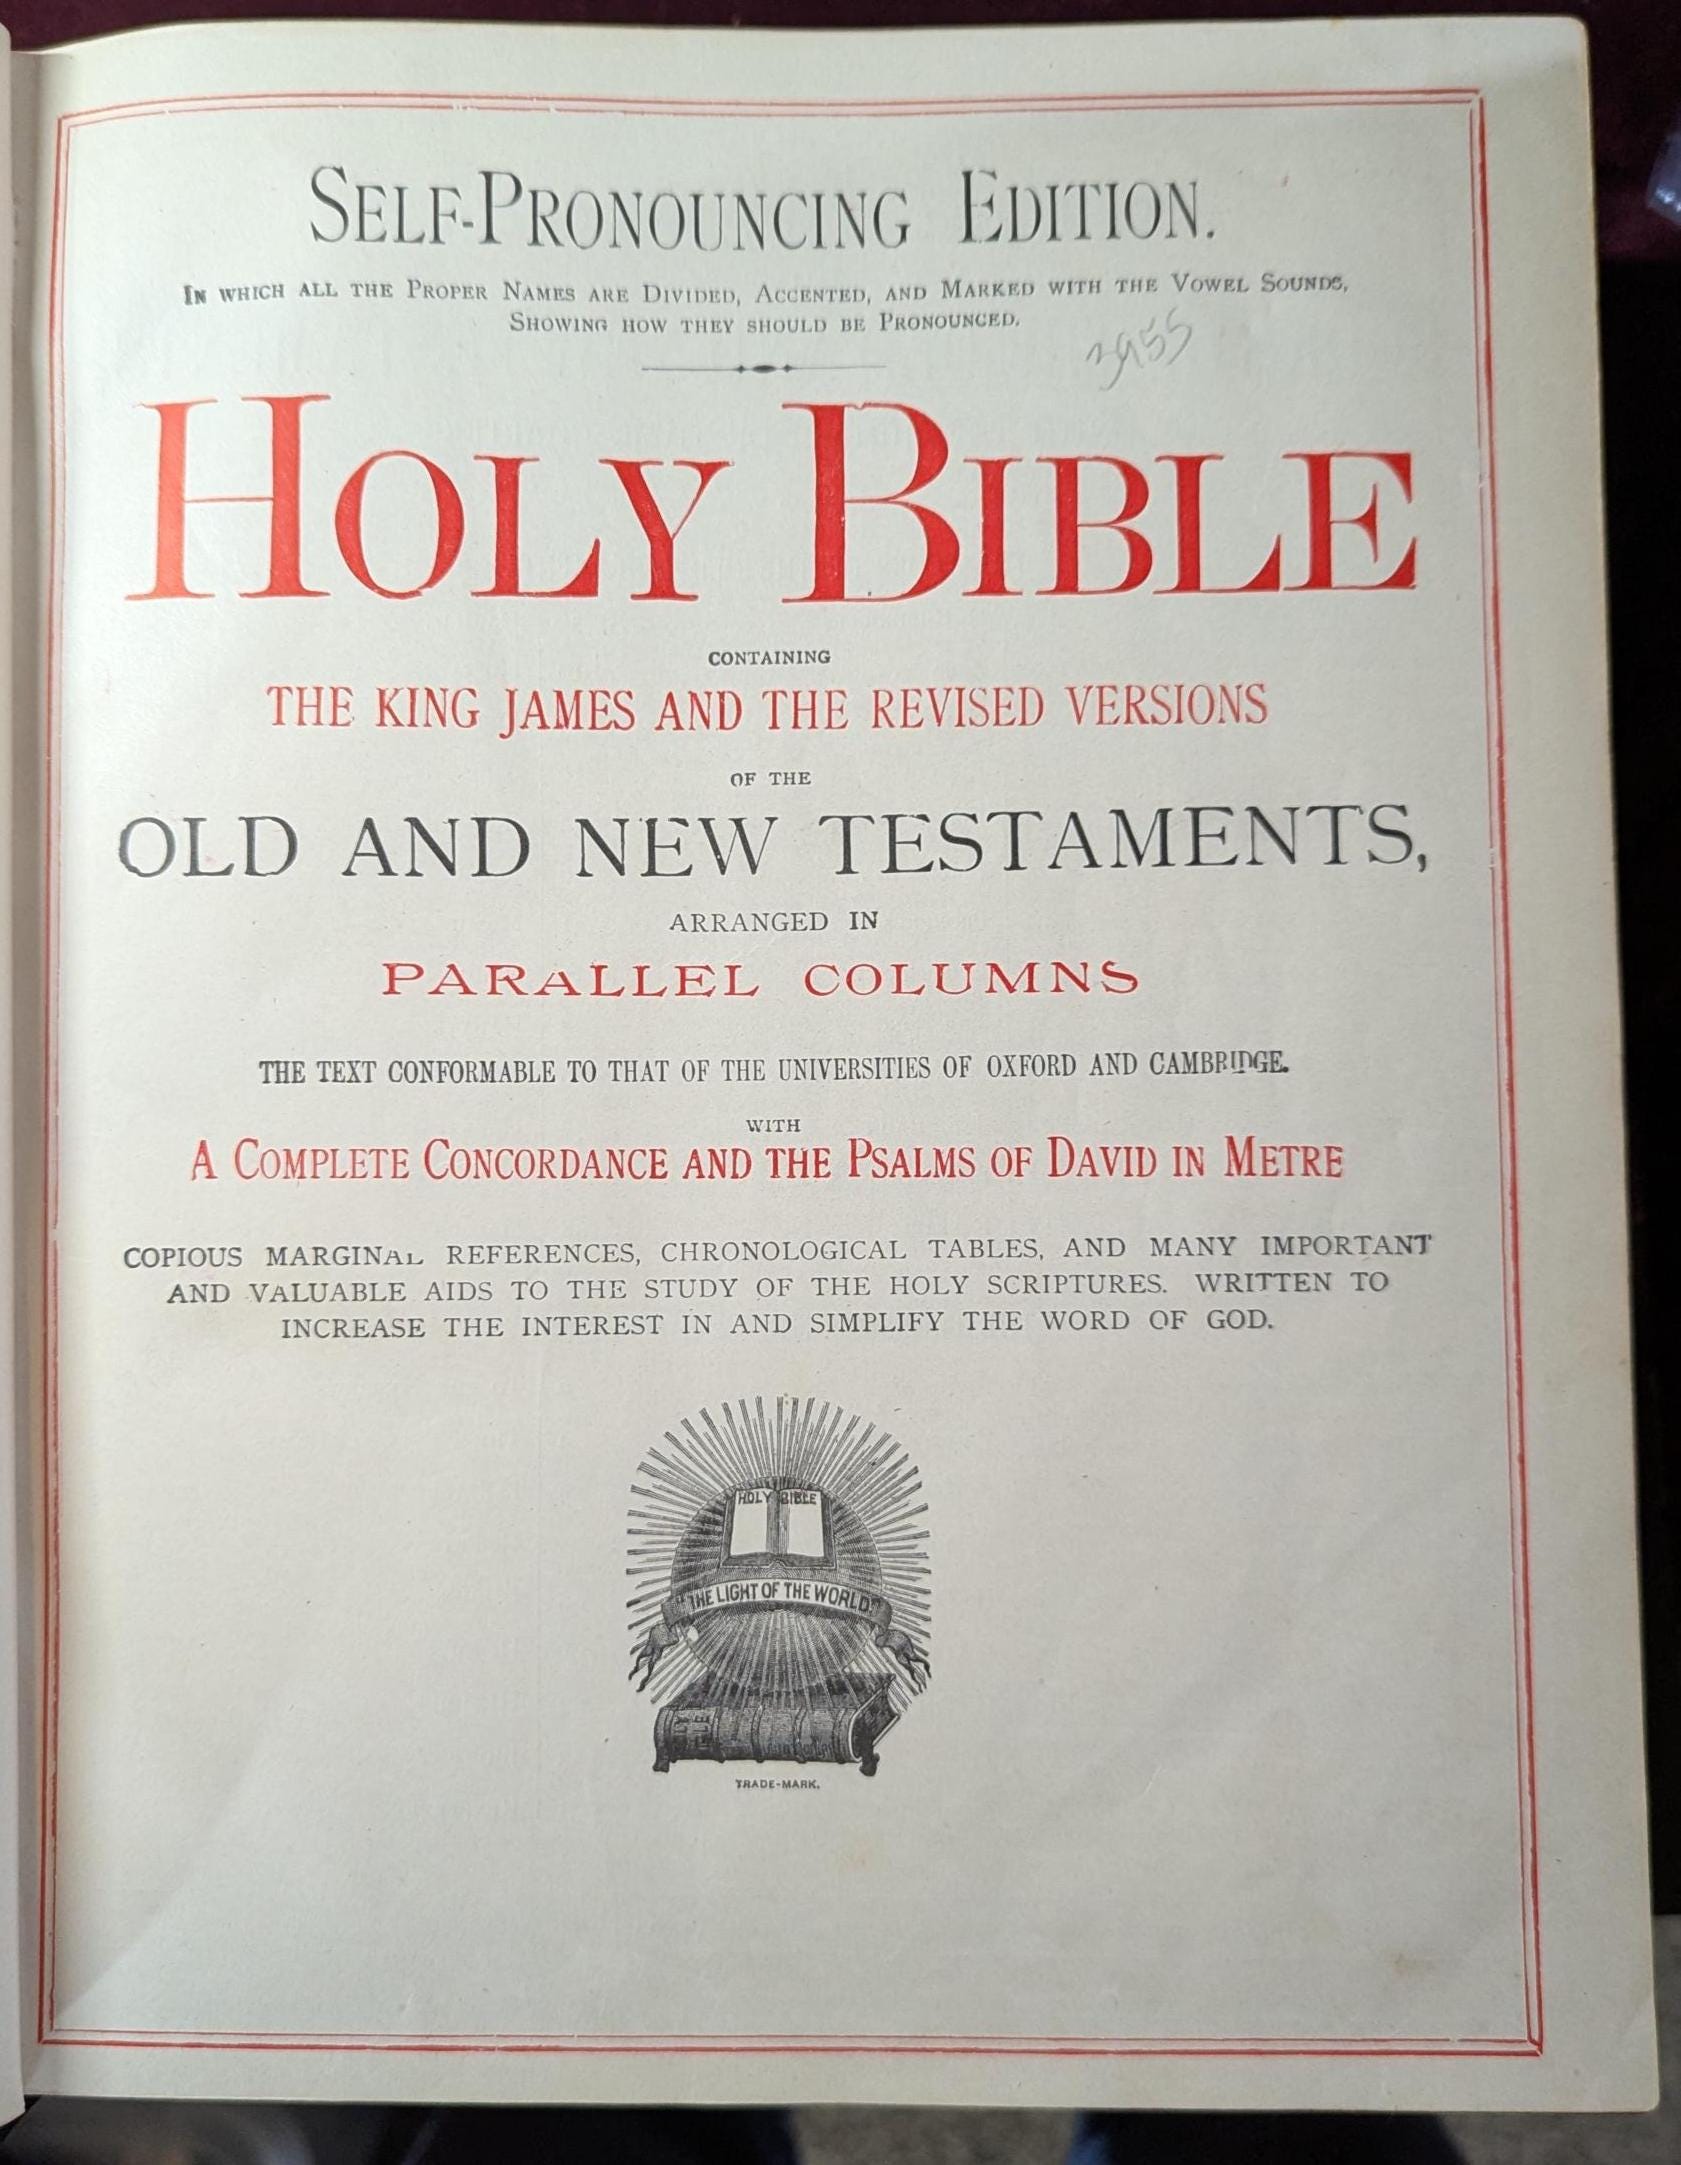 SELF-PRONOUNCING EDITION.
IN WHICH ALL THE PROPER NAMES ARE DIVIDED, ACCENTED, AND MARKED WITH THE VOWEL SOUNDS,
SHOWING HOW THEY SHOULD BE PRONOUNCED.
3955
HOLY BIBLE
CONTAINING
THE KING JAMES AND THE REVISED VERSIONS
OF THE
OLD AND NEW TESTAMENTS,
ARRANGED IN
PARALLEL COLUMNS
THE TEXT CONFORMABLE TO THAT OF THE UNIVERSITIES OF OXFORD AND CAMBRIDGE.
WITH
A COMPLETE CONCORDANCE AND THE PSALMS OF DAVID IN METRE
COPIOUS MARGINAL REFERENCES, CHRONOLOGICAL TABLES, AND MANY IMPORTANT
AND VALUABLE AIDS TO THE STUDY OF THE HOLY SCRIPTURES. WRITTEN TO
INCREASE THE INTEREST IN AND SIMPLIFY THE WORD OF GOD.
HOLY BIBLE
"THE LIGHT OF THE WORLD"
TRADE-MARK.